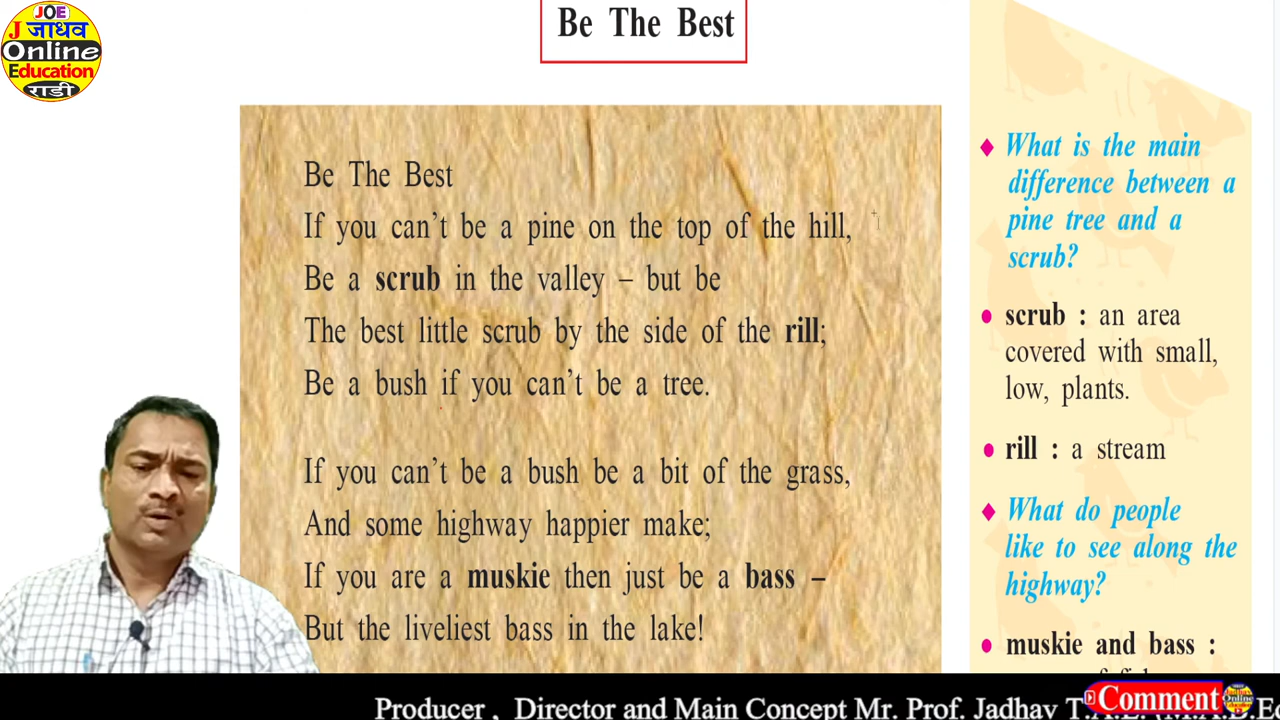 JOE
J जाधव
Online
Education
राडी
Be The Best
Be The Best
If you can’t be a pine on the top of the hill,
Be a scrub in the valley – but be
The best little scrub by the side of the rill;
Be a bush if you can’t be a tree.
If you can’t be a bush be a bit of the grass,
And some highway happier make;
If you are a muskie then just be a bass –
But the liveliest bass in the lake!
♦ What is the main
difference between a
pine tree and a
scrub?
• scrub : an area
covered with small,
low, plants.
• rill : a stream
♦ What do people
like to see along the
highway?
• muskie and bass :
Producer , Director and Main Concept Mr. Prof. Jadhav
Comment